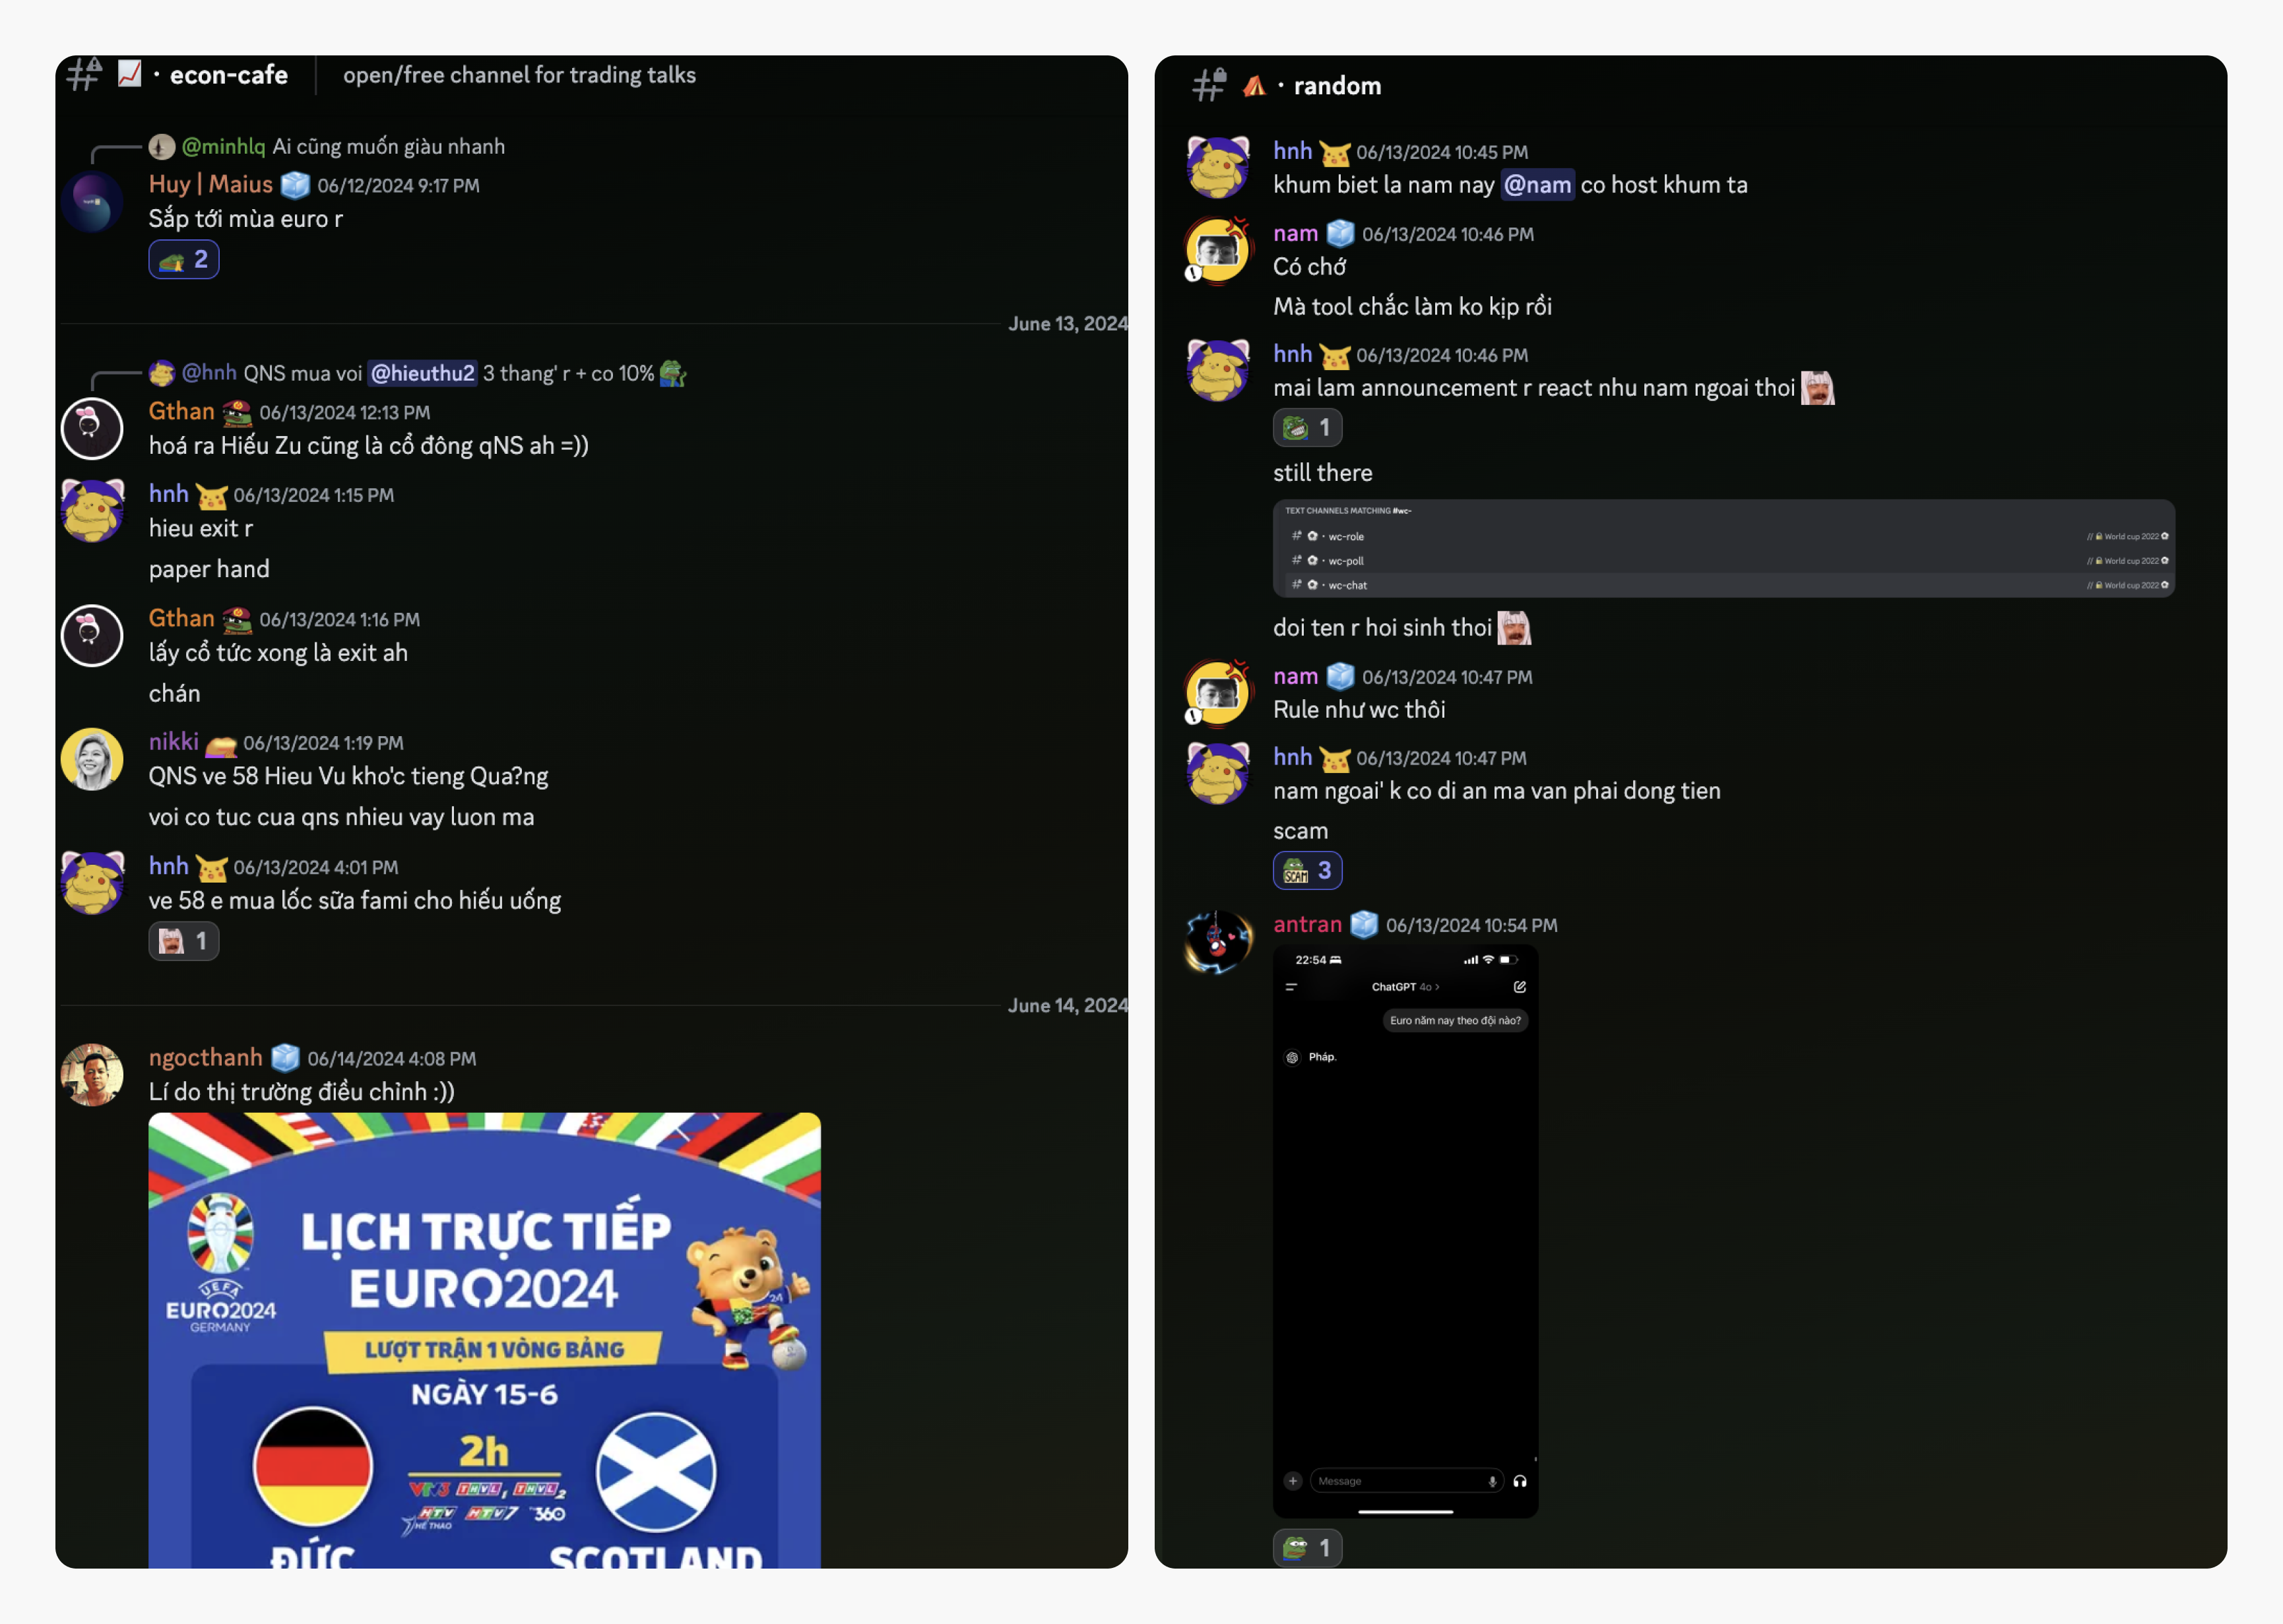 econ-cafe open/free channel for trading talks
@minhlq Ai cũng muốn giàu nhanh
Huy | Maius 06/12/2024 9:17 PM
Sắp tới mùa euro r
2
June 13, 2024
@hnh QNS mua voi @hieuthu2 3 thang' r + co 10%
Gthan 06/13/2024 12:13 PM
hoá ra Hiếu Zu cũng là cổ đông qNS ah =))
hnh 06/13/2024 1:15 PM
hieu exit r
paper hand
Gthan 06/13/2024 1:16 PM
lấy cổ tức xong là exit ah
chán
nikki 06/13/2024 1:19 PM
QNS ve 58 Hieu Vu kho'c tieng Qua?ng
voi co tuc cua qns nhieu vay luon ma
hnh 06/13/2024 4:01 PM
ve 58 e mua lốc sữa fami cho hiếu uống
1
June 14, 2024
ngocthanh 06/14/2024 4:08 PM
Lí do thị trường điều chỉnh :))
LỊCH TRỰC TIẾP
EURO2024
UEFA
EURO2024
GERMANY
24
LƯỢT TRẬN 1 VÒNG BẢNG
NGÀY 15-6
2h
VTV3 THVL1 THVL2
HTV THỂ THAO HTV7 360
ĐỨC SCOTLAND
random
hnh 06/13/2024 10:45 PM
khum biet la nam nay @nam co host khum ta
nam 06/13/2024 10:46 PM
Có chớ
Mà tool chắc làm ko kịp rồi
hnh 06/13/2024 10:46 PM
mai lam announcement r react nhu nam ngoai thoi
1
still there
TEXT CHANNELS MATCHING #wc-
# · wc-role // World cup 2022
# · wc-poll // World cup 2022
# · wc-chat // World cup 2022
doi ten r hoi sinh thoi
nam 06/13/2024 10:47 PM
Rule như wc thôi
hnh 06/13/2024 10:47 PM
nam ngoai' k co di an ma van phai dong tien
scam
SCAM 3
antran 06/13/2024 10:54 PM
22:54
ChatGPT 4o >
Euro năm nay theo đội nào?
Pháp.
Message
1